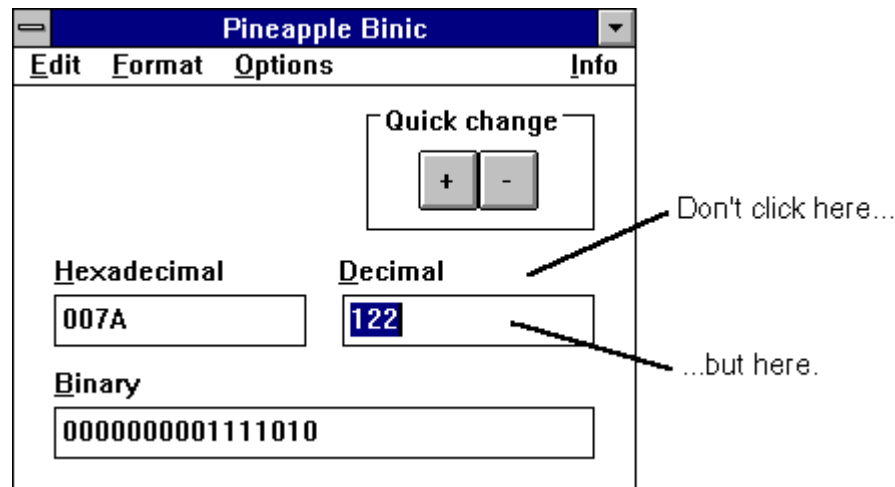 Pineapple Binic
Edit Format Options Info
Quick change
+ -
Don't click here...
Hexadecimal Decimal
007A 122
...but here.
Binary
0000000001111010